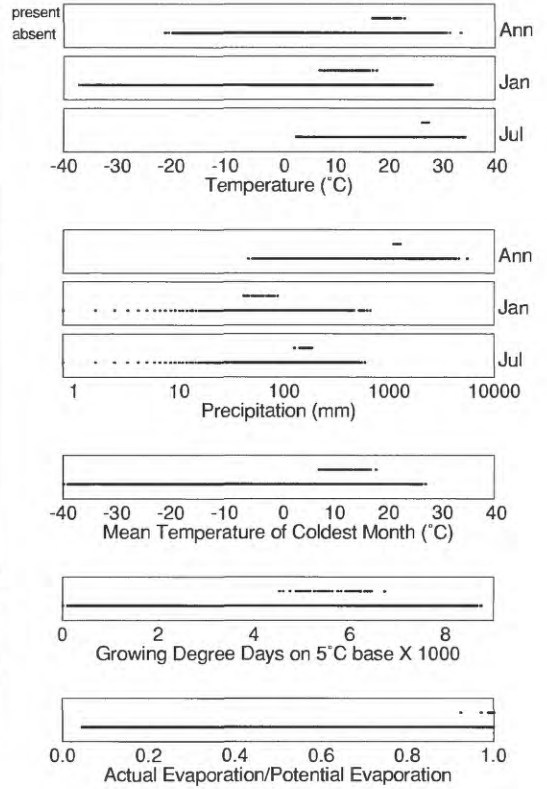 present
absent
Ann
Jan
Jul
-40 -30 -20 -10 0 10 20 30 40
Temperature (˚C)
Ann
Jan
Jul
1 10 100 1000 10000
Precipitation (mm)
-40 -30 -20 -10 0 10 20 30 40
Mean Temperature of Coldest Month (˚C)
0 2 4 6 8
Growing Degree Days on 5˚C base X 1000
0.0 0.2 0.4 0.6 0.8 1.0
Actual Evaporation/Potential Evaporation